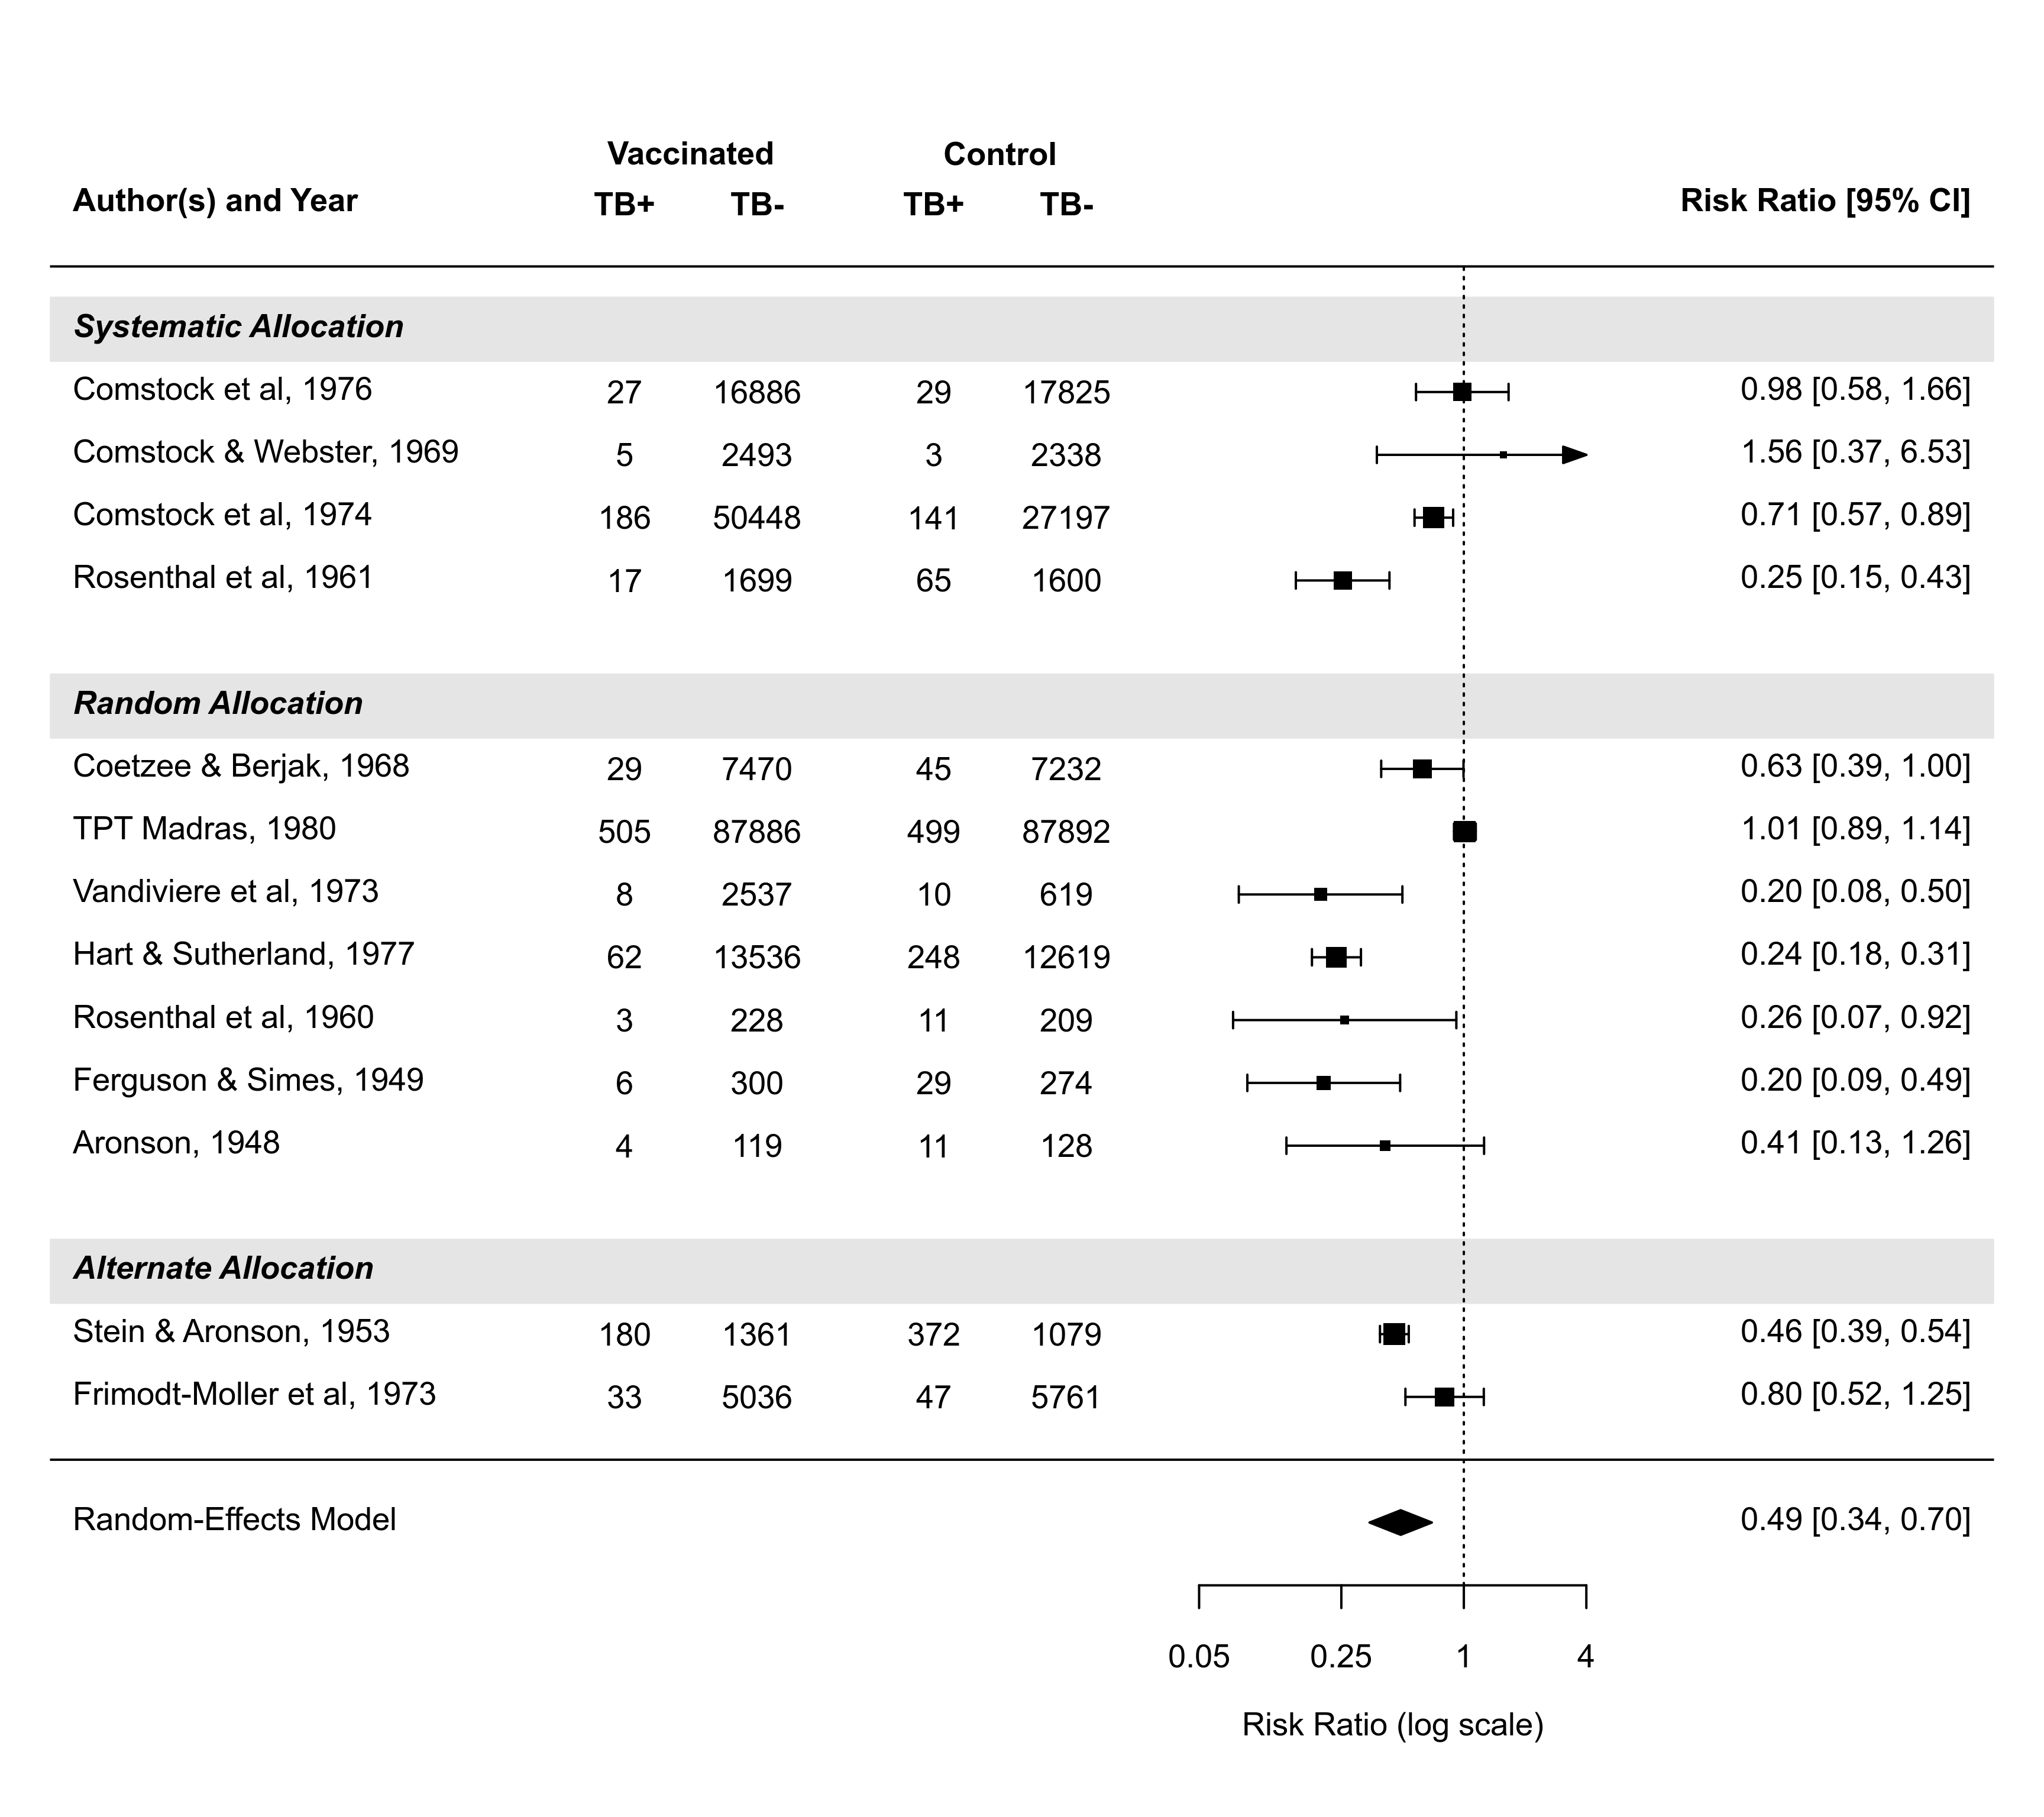 Vaccinated Control
Author(s) and Year TB+ TB- TB+ TB- Risk Ratio [95% CI]
Systematic Allocation
Comstock et al, 1976 27 16886 29 17825 0.98 [0.58, 1.66]
Comstock & Webster, 1969 5 2493 3 2338 1.56 [0.37, 6.53]
Comstock et al, 1974 186 50448 141 27197 0.71 [0.57, 0.89]
Rosenthal et al, 1961 17 1699 65 1600 0.25 [0.15, 0.43]
Random Allocation
Coetzee & Berjak, 1968 29 7470 45 7232 0.63 [0.39, 1.00]
TPT Madras, 1980 505 87886 499 87892 1.01 [0.89, 1.14]
Vandiviere et al, 1973 8 2537 10 619 0.20 [0.08, 0.50]
Hart & Sutherland, 1977 62 13536 248 12619 0.24 [0.18, 0.31]
Rosenthal et al, 1960 3 228 11 209 0.26 [0.07, 0.92]
Ferguson & Simes, 1949 6 300 29 274 0.20 [0.09, 0.49]
Aronson, 1948 4 119 11 128 0.41 [0.13, 1.26]
Alternate Allocation
Stein & Aronson, 1953 180 1361 372 1079 0.46 [0.39, 0.54]
Frimodt-Moller et al, 1973 33 5036 47 5761 0.80 [0.52, 1.25]
Random-Effects Model 0.49 [0.34, 0.70]
0.05 0.25 1 4
Risk Ratio (log scale)